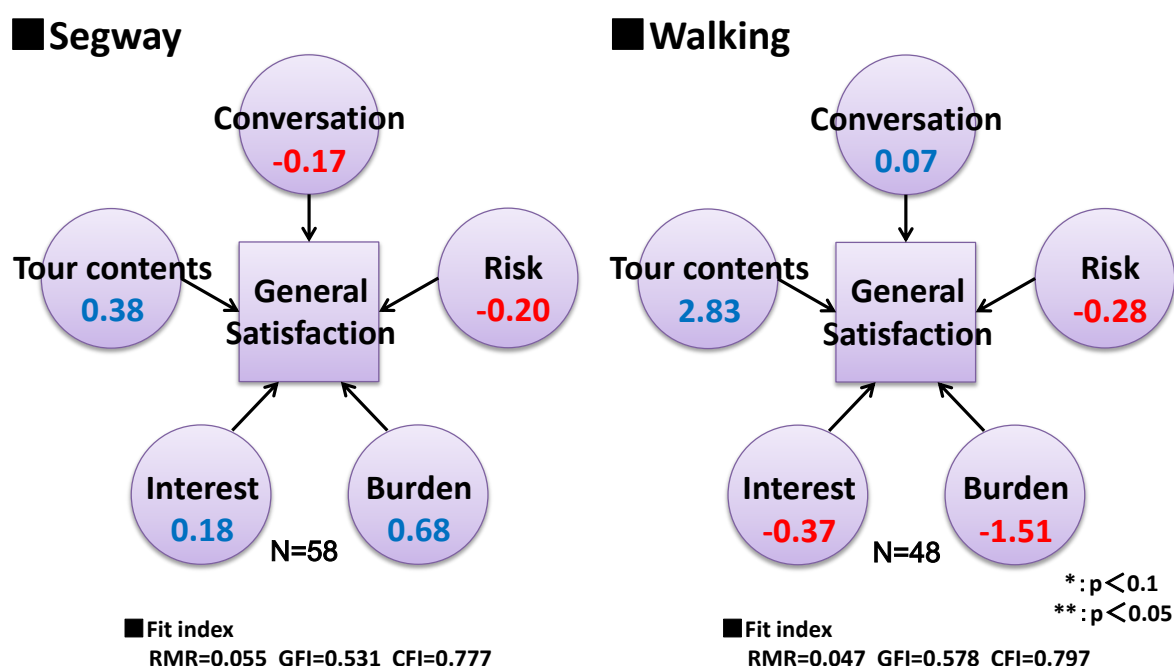 ■Segway
Conversation
-0.17
Tour contents
0.38
General
Satisfaction
Risk
-0.20
Interest
0.18
Burden
0.68
N=58
■Fit index
RMR=0.055 GFI=0.531 CFI=0.777
■Walking
Conversation
0.07
Tour contents
2.83
General
Satisfaction
Risk
-0.28
Interest
-0.37
Burden
-1.51
N=48
*:p<0.1
**:p<0.05
■Fit index
RMR=0.047 GFI=0.578 CFI=0.797